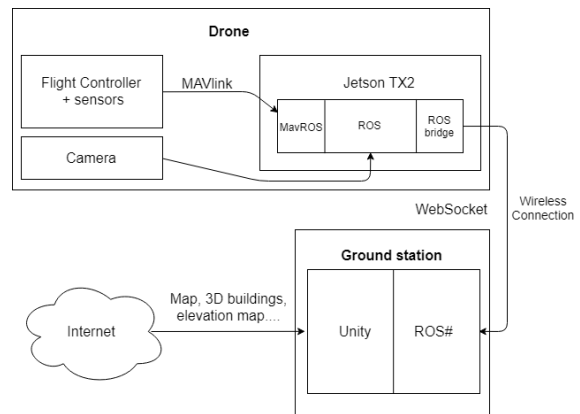 Drone
Flight Controller
+ sensors
MAVlink
Jetson TX2
MavROS
ROS
ROS
bridge
Camera
WebSocket
Wireless
Connection
Ground station
Map, 3D buildings,
elevation map....
Internet
Unity
ROS#